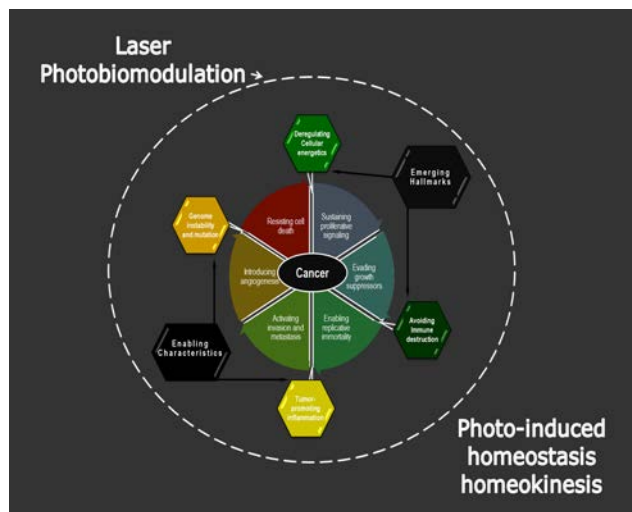 Laser
Photobiomodulation
Deregulating
Cellular
energetics
Emerging
Hallmarks
Resisting cell
death
Sustaining
proliferative
signaling
Genome
instability
and mutation
Introducing
angiogenesis
Cancer
Evading
growth
suppressors
Activating
invasion and
metastasis
Enabling
replicative
immortality
Avoiding
Immune
destruction
Enabling
Characteristics
Tumor-
promoting
inflammation
Photo-induced
homeostasis
homeokinesis